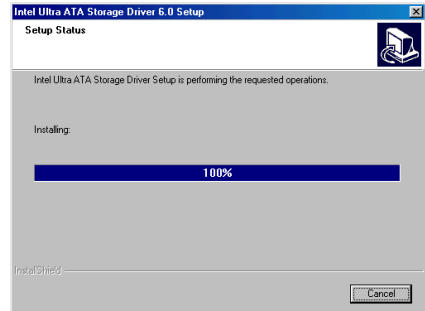 Intel Ultra ATA Storage Driver 6.0 Setup
Setup Status
Intel Ultra ATA Storage Driver Setup is performing the requested operations.
Installing:
100%
InstallShield
Cancel